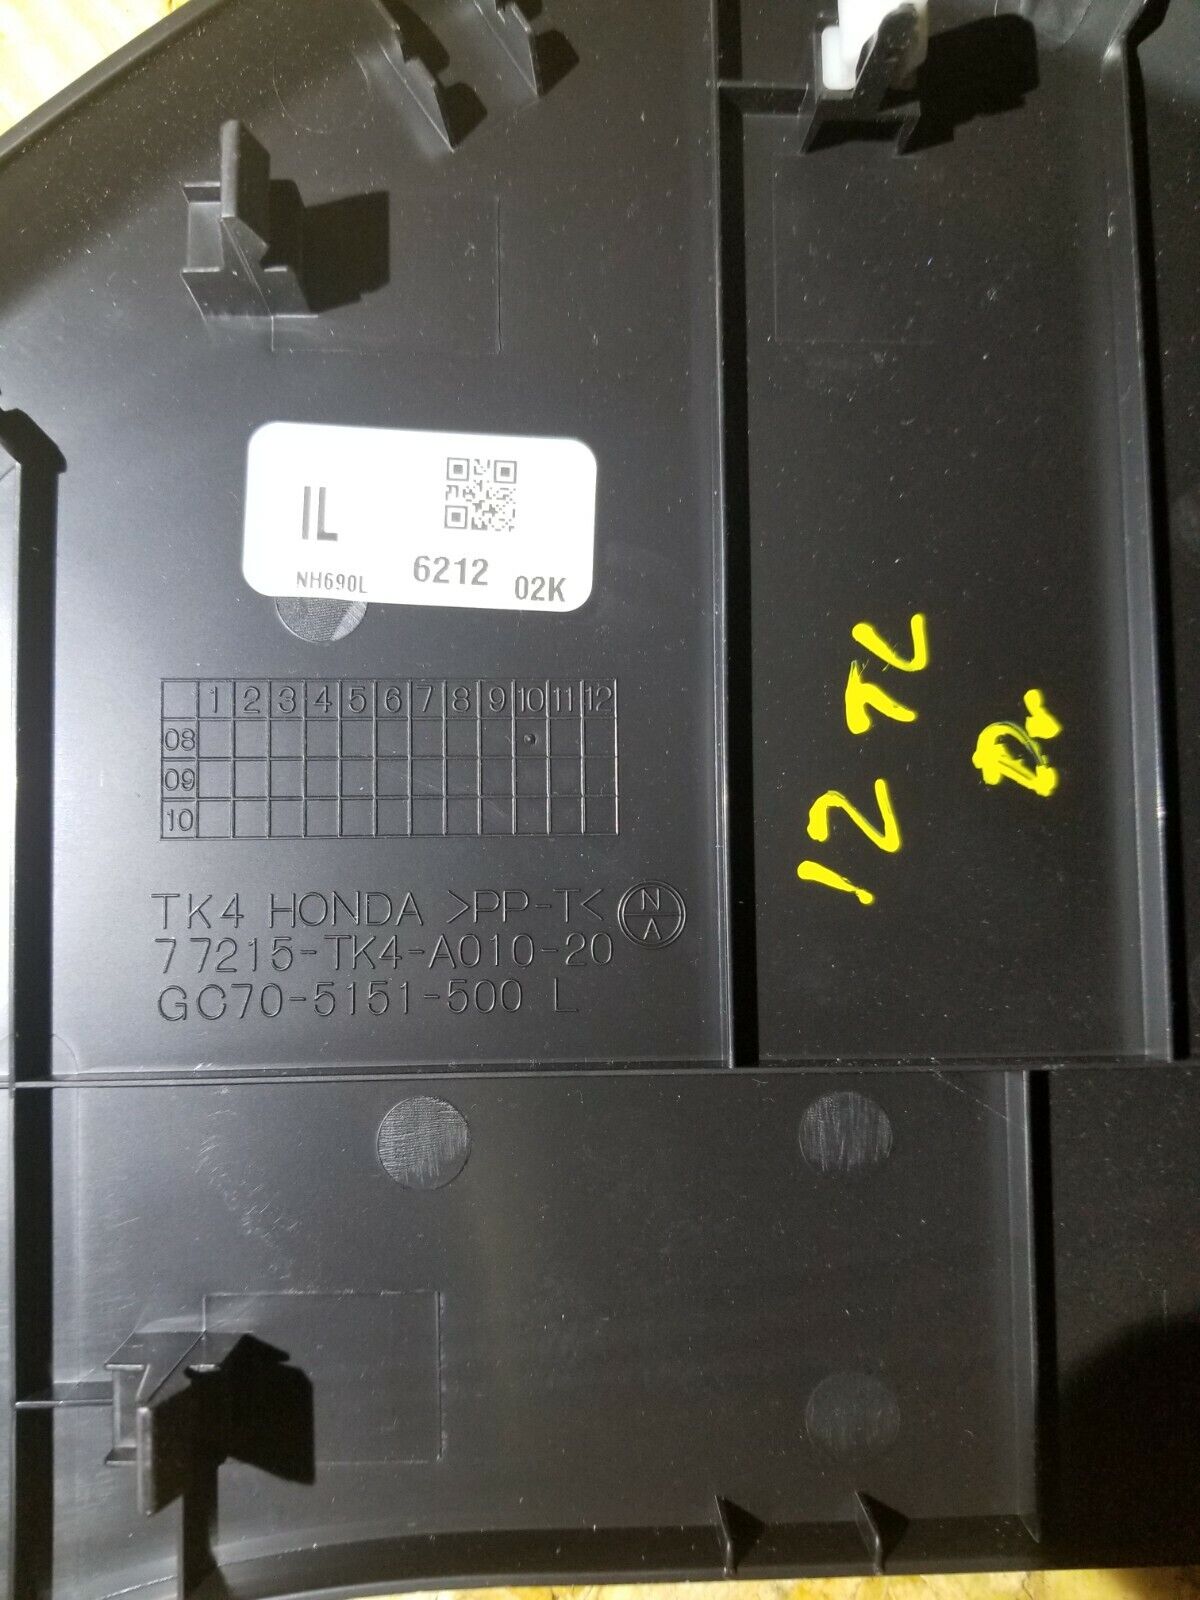 IL
NH690L 6212 02K
1 2 3 4 5 6 7 8 9 10 11 12
08
09
10
TK4 HONDA >PP-T< N
A
77215-TK4-A010-20
GC70-5151-500 L
12 TL